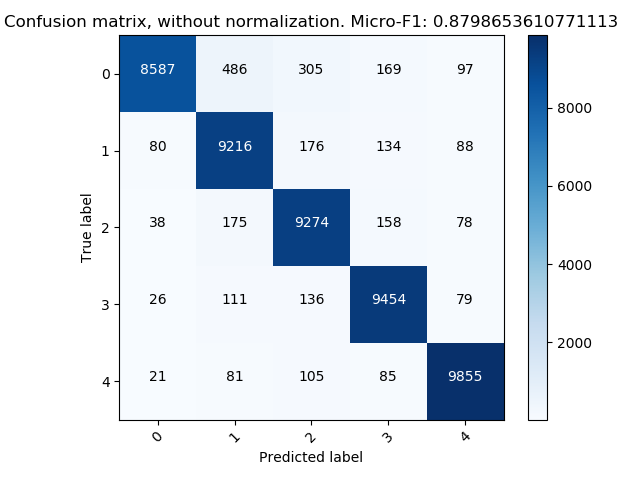 Confusion matrix, without normalization. Micro-F1: 0.8798653610771113
0 8587 486 305 169 97
1 80 9216 176 134 88
2 38 175 9274 158 78
3 26 111 136 9454 79
4 21 81 105 85 9855
0 1 2 3 4
Predicted label
True label
8000
6000
4000
2000